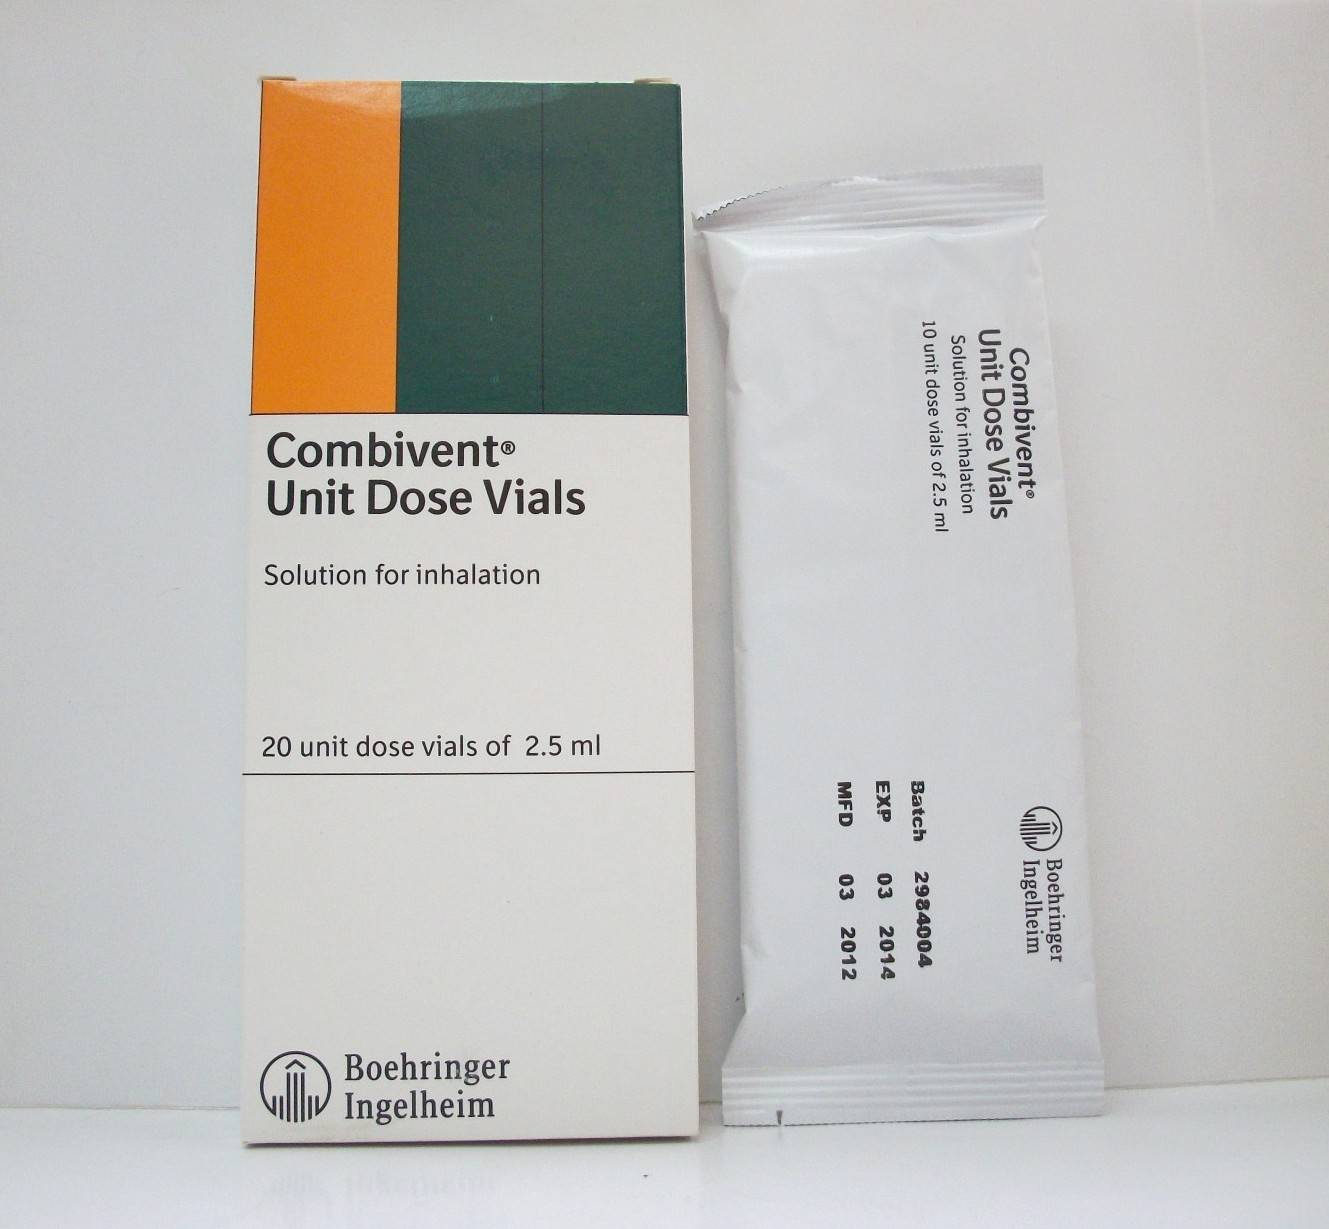 Combivent®
Unit Dose Vials
Solution for inhalation
20 unit dose vials of 2.5 ml
Boehringer
Ingelheim
Combivent®
Unit Dose Vials
Solution for inhalation
10 unit dose vials of 2.5 ml
Boehringer
Ingelheim
Batch 2984004
EXP 03 2014
MFD 03 2012